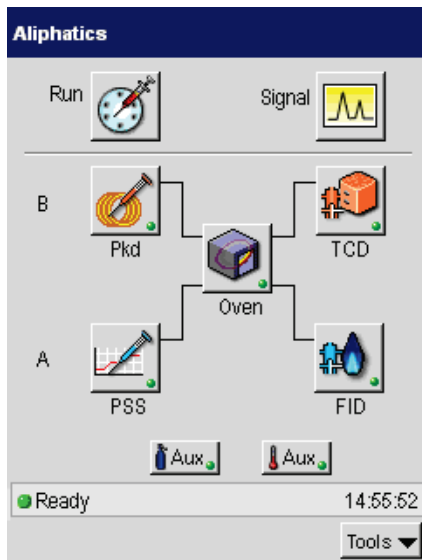 Aliphatics
Run Signal
B
Pkd TCD
Oven
A
PSS FID
Aux Aux
Ready 14:55:52
Tools